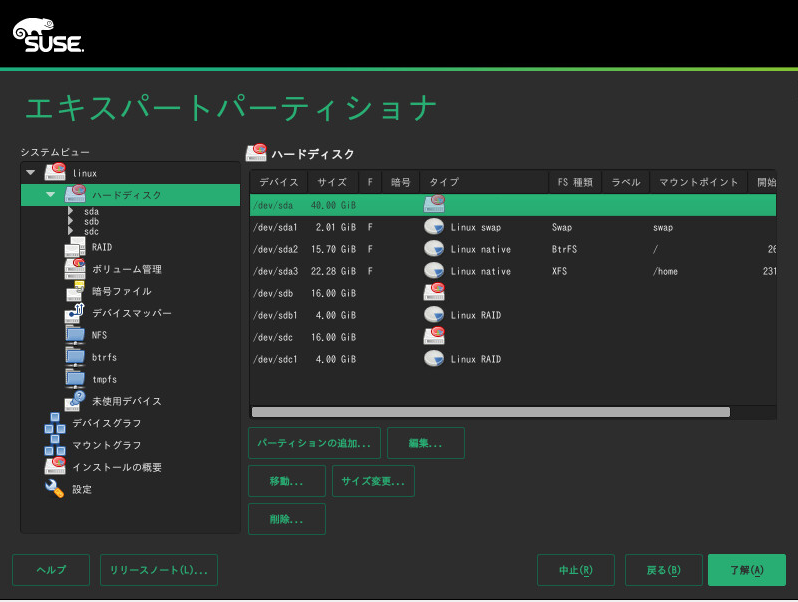 SUSE
エキスパートパーティショナ
システムビュー
linux
ハードディスク
sda
sdb
sdc
RAID
ボリューム管理
暗号ファイル
デバイスマッパー
NFS
btrfs
tmpfs
未使用デバイス
デバイスグラフ
マウントグラフ
インストールの概要
設定
ハードディスク
デバイス サイズ F 暗号 タイプ FS 種類 ラベル マウントポイント 開始
/dev/sda 40.00 GiB
/dev/sda1 2.01 GiB F Linux swap Swap swap
/dev/sda2 15.70 GiB F Linux native BtrFS /
/dev/sda3 22.28 GiB F Linux native XFS /home 231
/dev/sdb 16.00 GiB
/dev/sdb1 4.00 GiB Linux RAID
/dev/sdc 16.00 GiB
/dev/sdc1 4.00 GiB Linux RAID
パーティションの追加... 編集...
移動... サイズ変更...
削除...
ヘルプ リリースノート(L)... 中止(R) 戻る(B) 了解(A)